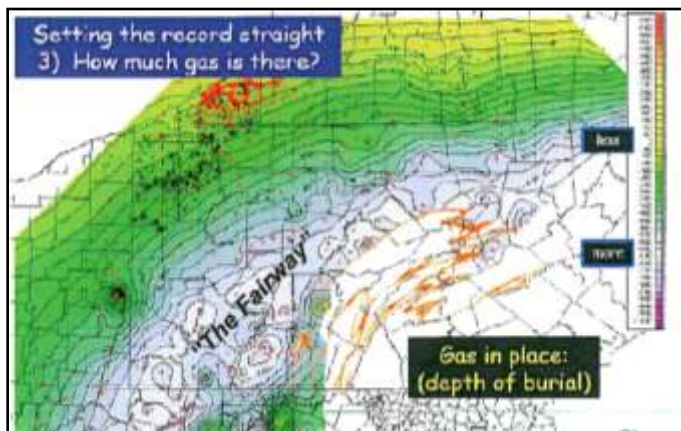 Setting the record straight
3) How much gas is there?
less
more
"The Fairway"
Gas in place:
(depth of burial)